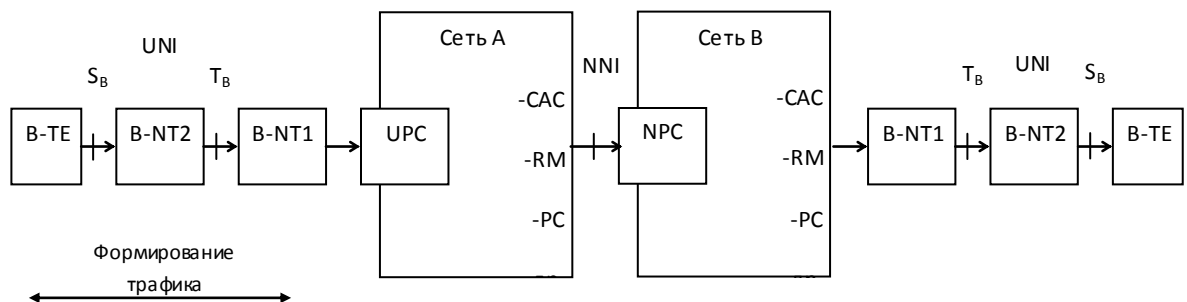 Сеть А
Сеть В
UNI
NNI
UNI
S_B
T_B
T_B
S_B
-CAC
-CAC
B-TE
B-NT2
B-NT1
UPC
NPC
B-NT1
B-NT2
B-TE
-RM
-RM
-PC
-PC
Формирование
трафика